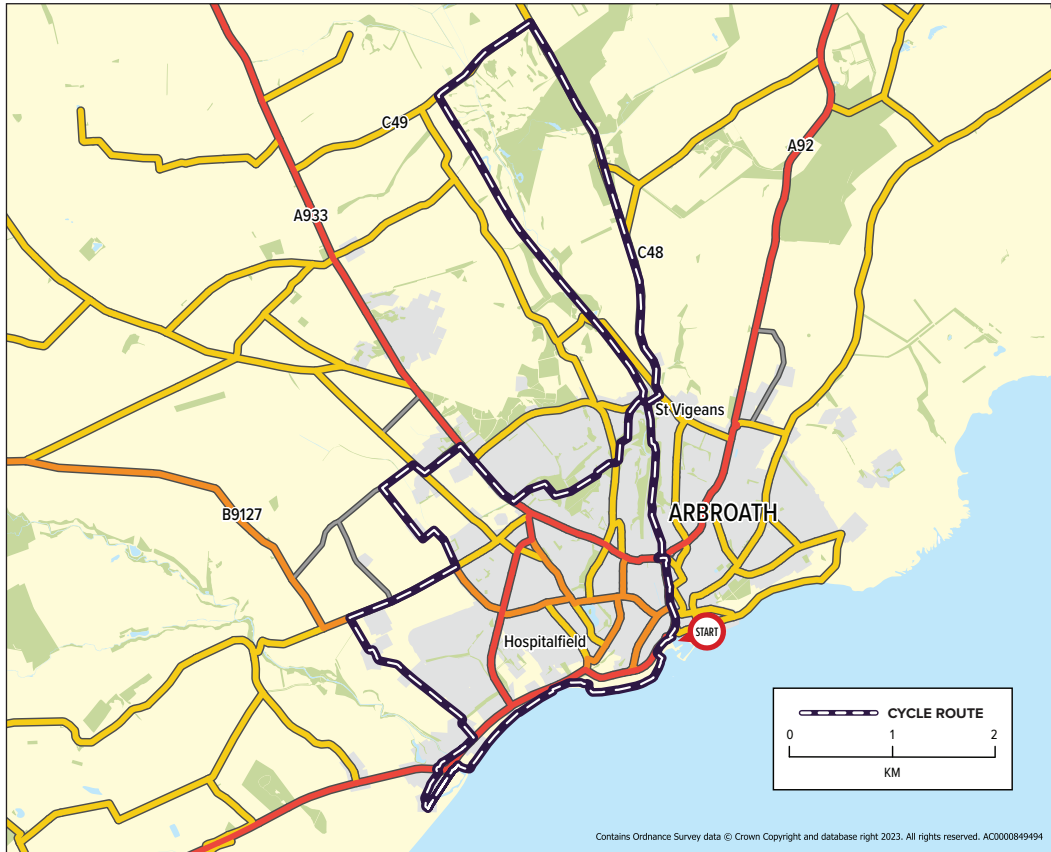 C49
A92
A933
C48
St Vigeans
ARBROATH
B9127
START
Hospitalfield
CYCLE ROUTE
0 1 2
KM
Contains Ordnance Survey data © Crown Copyright and database right 2023. All rights reserved. AC0000849494